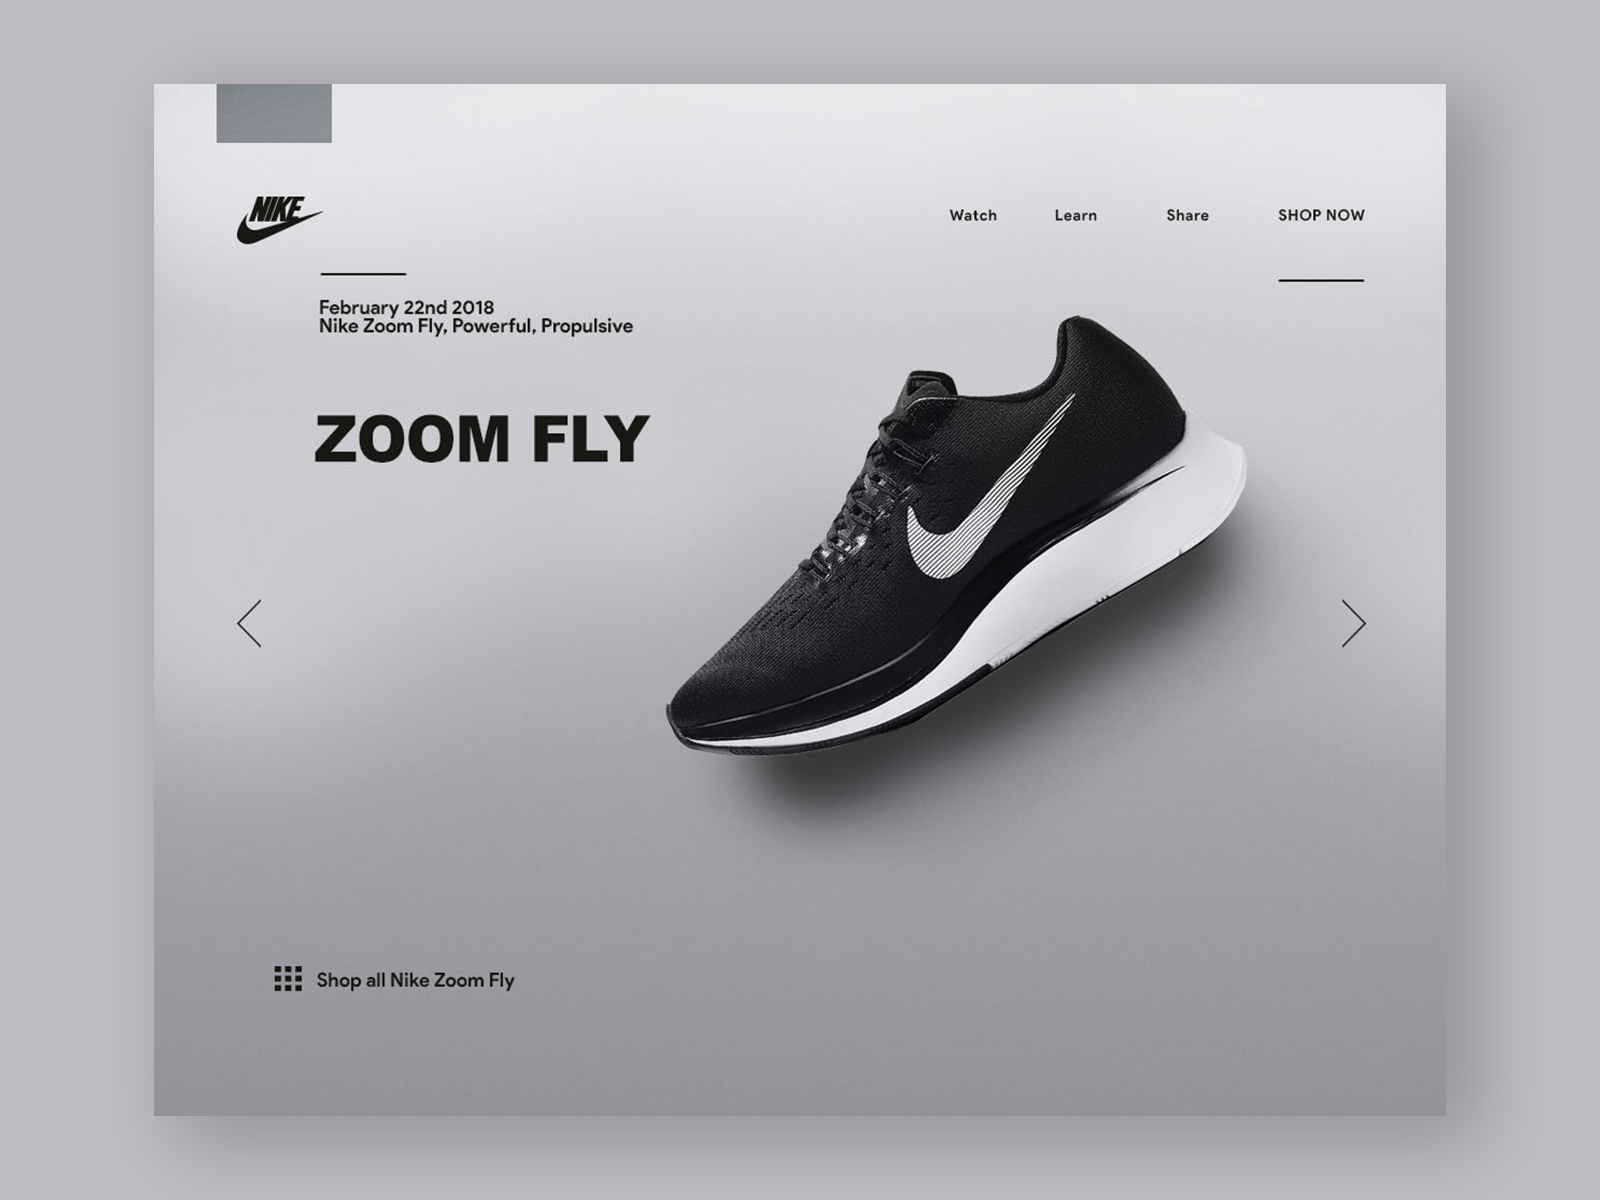 NIKE
Watch Learn Share SHOP NOW
February 22nd 2018
Nike Zoom Fly, Powerful, Propulsive
ZOOM FLY
Shop all Nike Zoom Fly